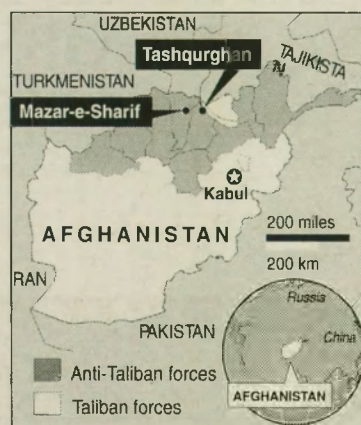 UZBEKISTAN
Tashqurghan
TAJIKISTA
TURKMENISTAN
Mazar-e-Sharif
Kabul
AFGHANISTAN
200 miles
200 km
RAN
PAKISTAN
Russia
China
AFGHANISTAN
Anti-Taliban forces
Taliban forces